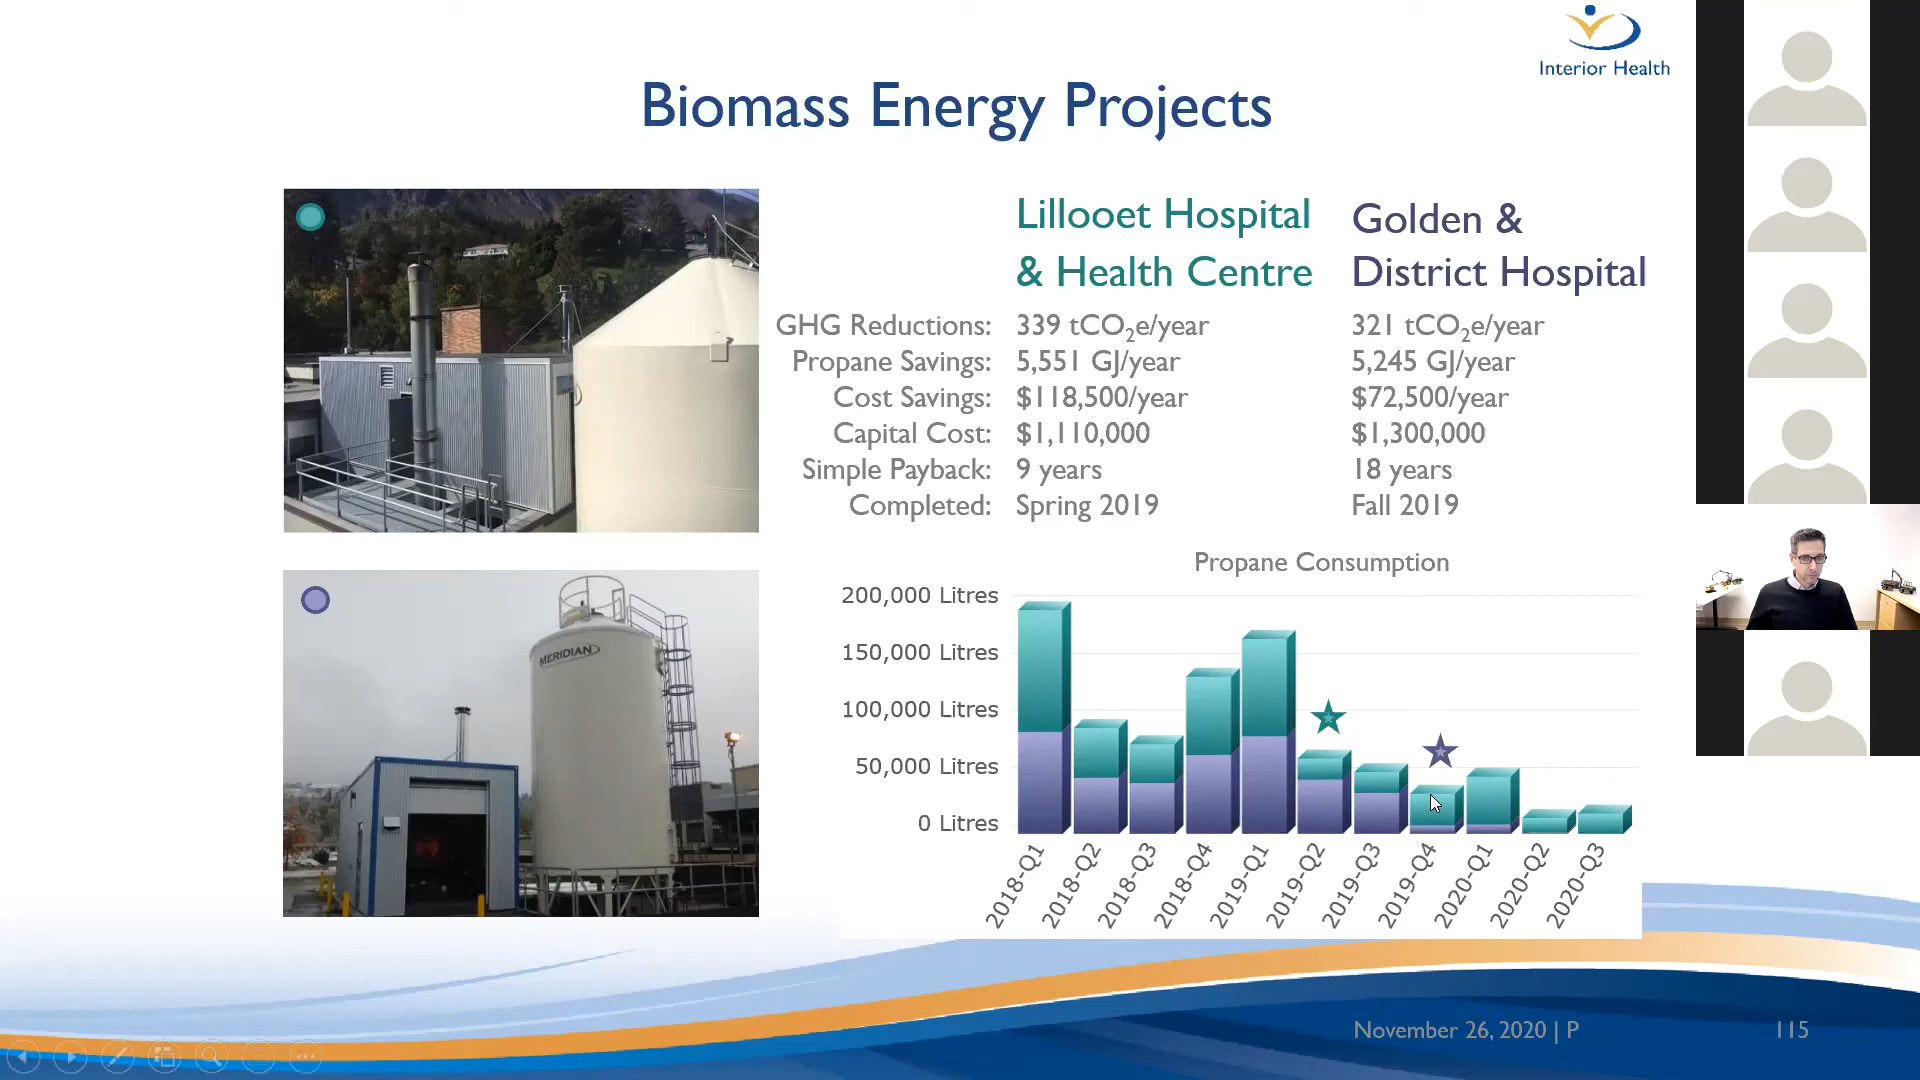 Interior Health
Biomass Energy Projects
Lillooet Hospital
& Health Centre
Golden &
District Hospital
GHG Reductions: 339 tCO2e/year 321 tCO2e/year
Propane Savings: 5,551 GJ/year 5,245 GJ/year
Cost Savings: $118,500/year $72,500/year
Capital Cost: $1,110,000 $1,300,000
Simple Payback: 9 years 18 years
Completed: Spring 2019 Fall 2019
MERIDIAN
Propane Consumption
200,000 Litres
150,000 Litres
100,000 Litres
50,000 Litres
0 Litres
2018-Q1
2018-Q2
2018-Q3
2018-Q4
2019-Q1
2019-Q2
2019-Q3
2019-Q4
2020-Q1
2020-Q2
2020-Q3
November 26, 2020 | P 115